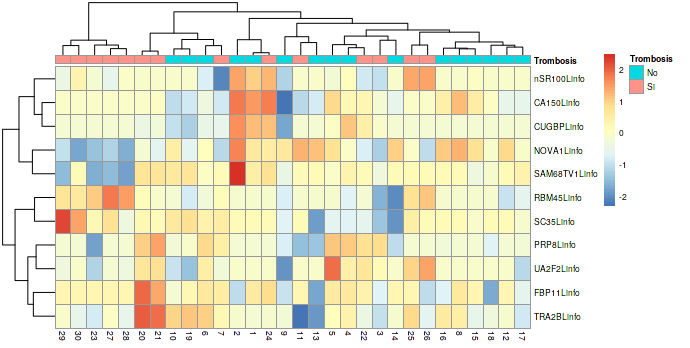 Trombosis
nSR100Linfo
CA150Linfo
CUGBPLinfo
NOVA1Linfo
SAM68TV1Linfo
RBM45Linfo
SC35Linfo
PRP8Linfo
UA2F2Linfo
FBP11Linfo
TRA2BLinfo
29 30 23 27 28 20 21 10 19 6 7 2 1 24 9 11 13 5 4 22 3 14 25 26 16 8 15 18 12 17
2
1
0
-1
-2
Trombosis
No
SI